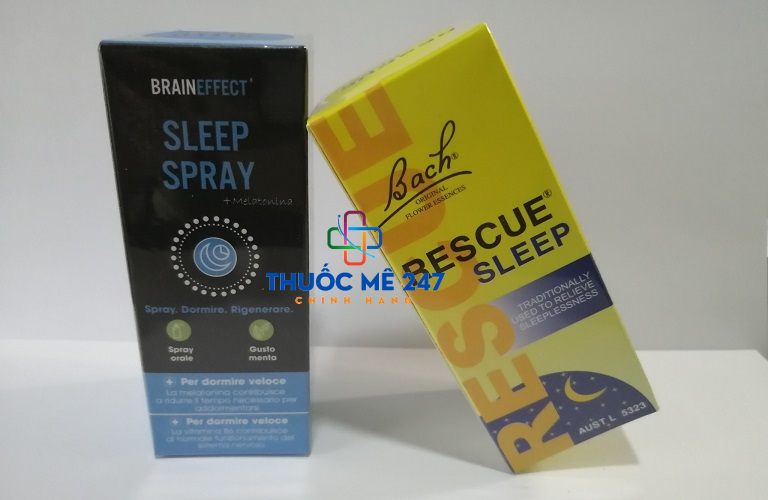 BRAINEFFECT
SLEEP
SPRAY
+ Melatonina
Spray. Dormire. Rigenerare.
Spray
orale
Gusto
menta
+ Per dormire veloce
La melatonina contribuisce
a ridurre il tempo necessario per
addormentarsi.
+ Per dormire veloce
La vitamina B6 contribuisce
al normale funzionamento del
sistema nervoso.
RESCUE
Bach®
ORIGINAL
FLOWER ESSENCES
RESCUE®
SLEEP
TRADITIONALLY
USED TO RELIEVE
SLEEPLESSNESS
AUST L 5323
THUỐC MÊ 247
CHÍNH HÃNG